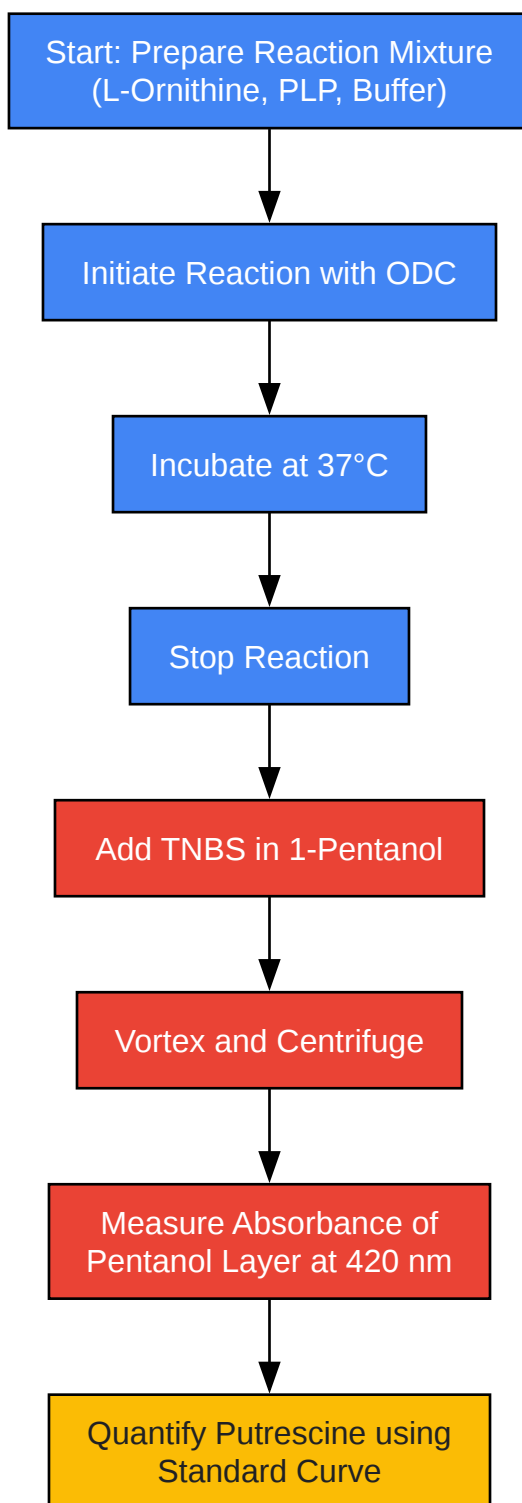 Start: Prepare Reaction Mixture
(L-Ornithine, PLP, Buffer)
Initiate Reaction with ODC
Incubate at 37°C
Stop Reaction
Add TNBS in 1-Pentanol
Vortex and Centrifuge
Measure Absorbance of
Pentanol Layer at 420 nm
Quantify Putrescine using
Standard Curve